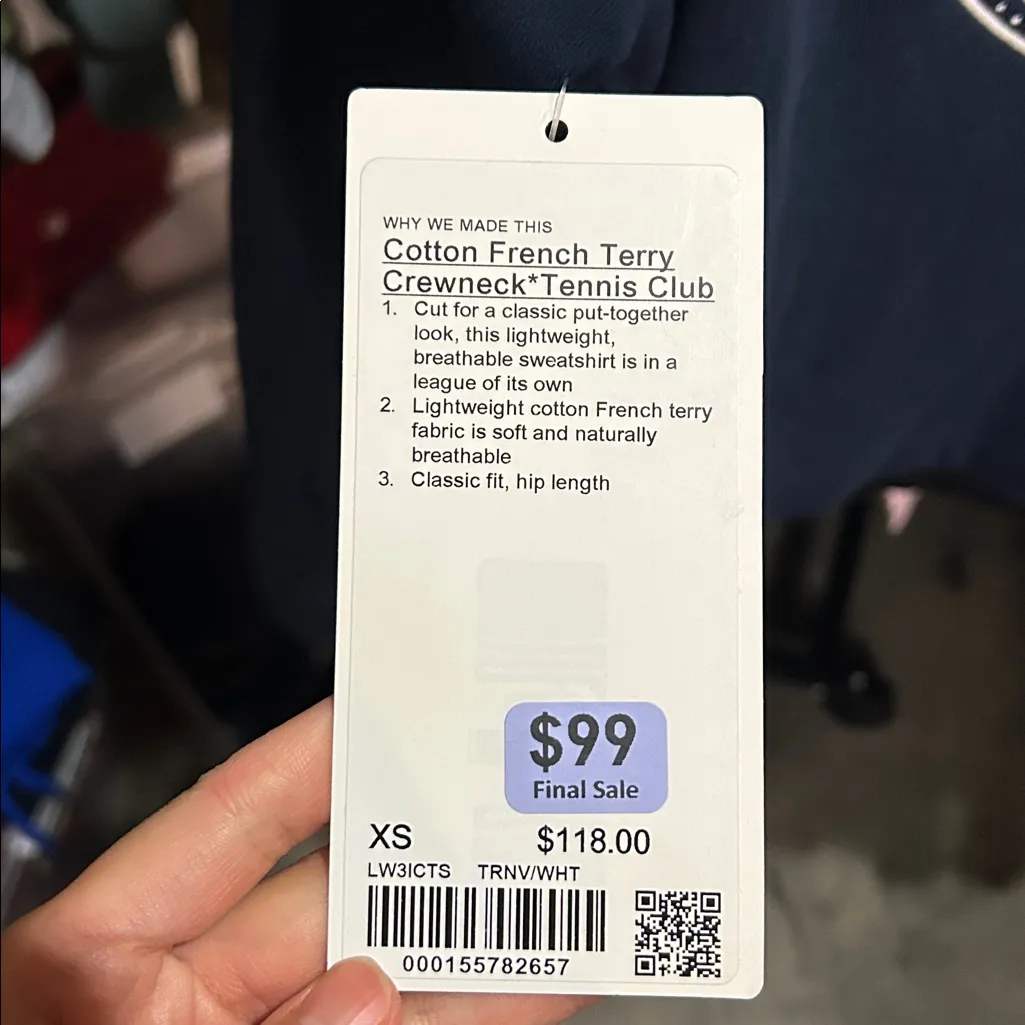 WHY WE MADE THIS
Cotton French Terry
Crewneck*Tennis Club
1. Cut for a classic put-together
look, this lightweight,
breathable sweatshirt is in a
league of its own
2. Lightweight cotton French terry
fabric is soft and naturally
breathable
3. Classic fit, hip length
$99
Final Sale
XS $118.00
LW3ICTS TRNV/WHT
000155782657